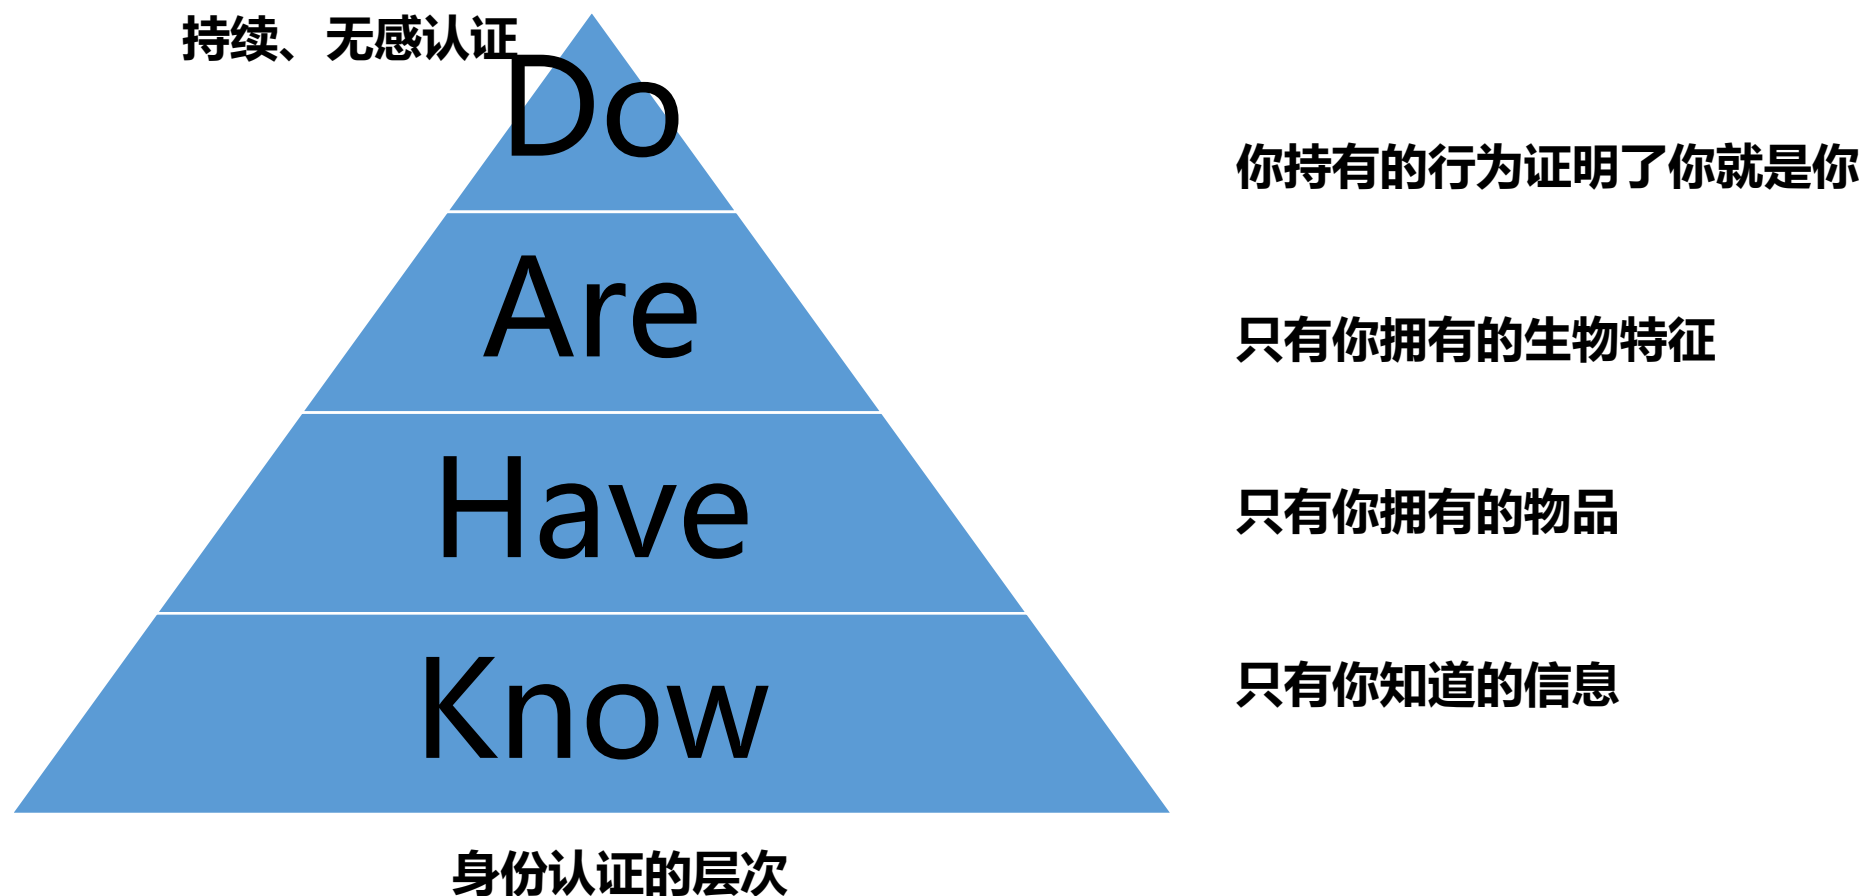 持续、无感认证
Do
你持有的行为证明了你就是你
Are
只有你拥有的生物特征
Have
只有你拥有的物品
Know
只有你知道的信息
身份认证的层次